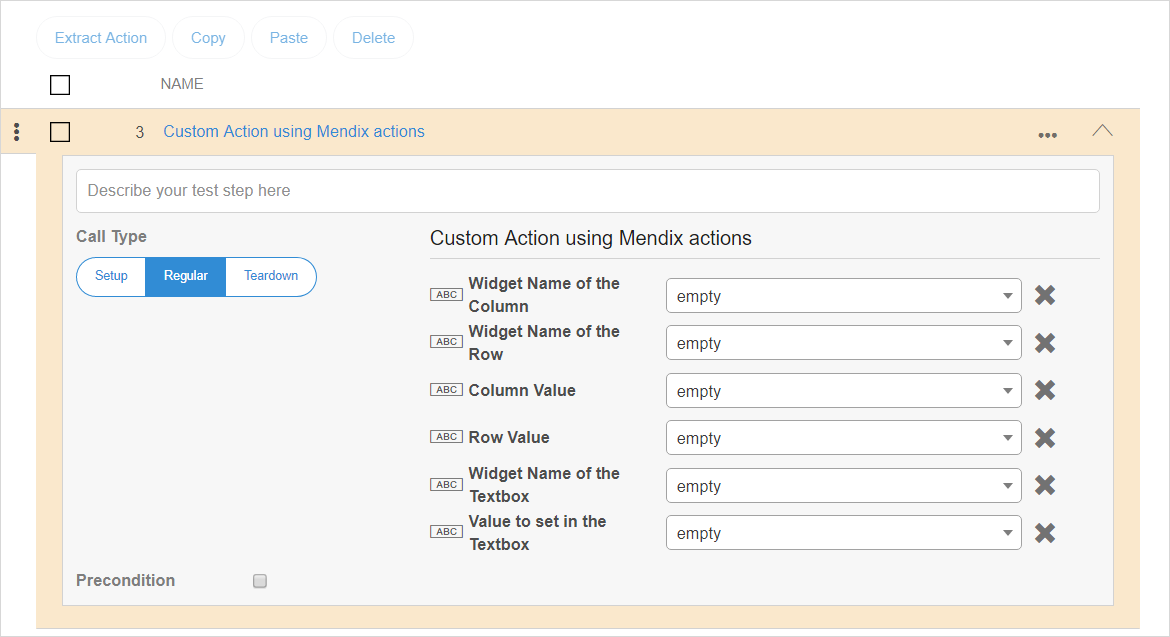 Extract Action Copy Paste Delete
NAME
3 Custom Action using Mendix actions
Describe your test step here
Call Type
Setup Regular Teardown
Custom Action using Mendix actions
ABC Widget Name of the
Column
empty
ABC Widget Name of the
Row
empty
ABC Column Value empty
ABC Row Value empty
ABC Widget Name of the
Textbox
empty
ABC Value to set in the
Textbox
empty
Precondition